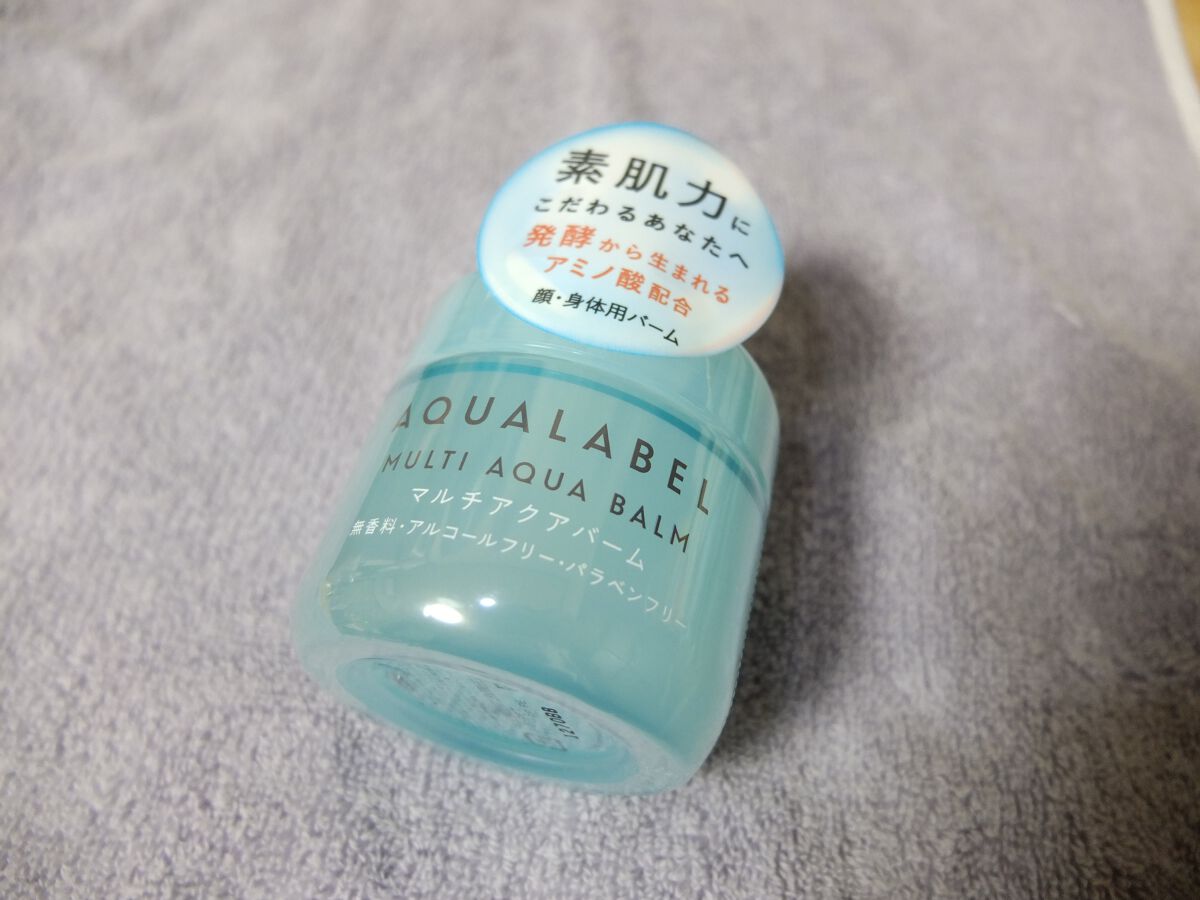 素肌力に
こだわるあなたへ
発酵から生まれる
アミノ酸配合
顔・身体用バーム
AQUALABEL
MULTI AQUA BALM
マルチアクアバーム
無香料・アルコールフリー・パラベンフリー
1270BB